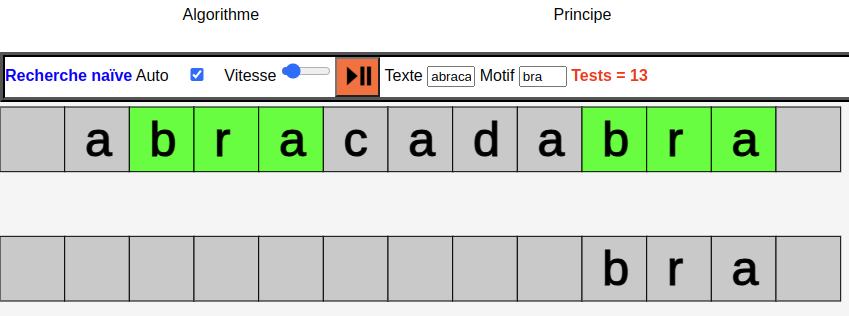 Algorithme Principe
Recherche naïve Auto Vitesse Texte abraca Motif bra Tests = 13
a b r a c a d a b r a
b r a